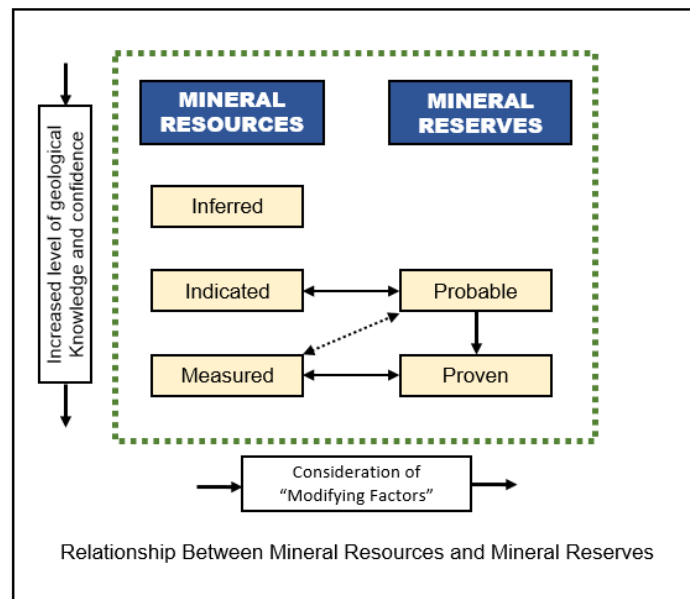 MINERAL
RESOURCES
MINERAL
RESERVES
Increased level of geological
Knowledge and confidence
Inferred
Indicated
Probable
Measured
Proven
Consideration of
“Modifying Factors”
Relationship Between Mineral Resources and Mineral Reserves